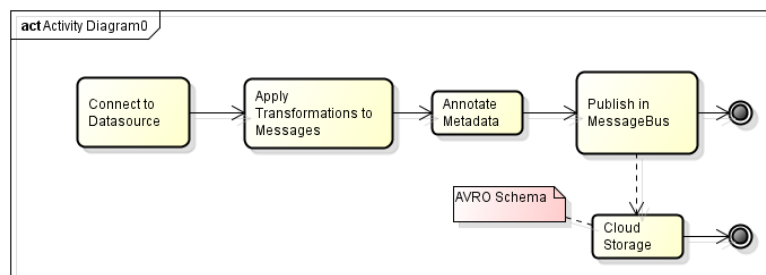 act Activity Diagram0
Connect to
Datasource
Apply
Transformations to
Messages
Annotate
Metadata
Publish in
MessageBus
AVRO Schema
Cloud
Storage